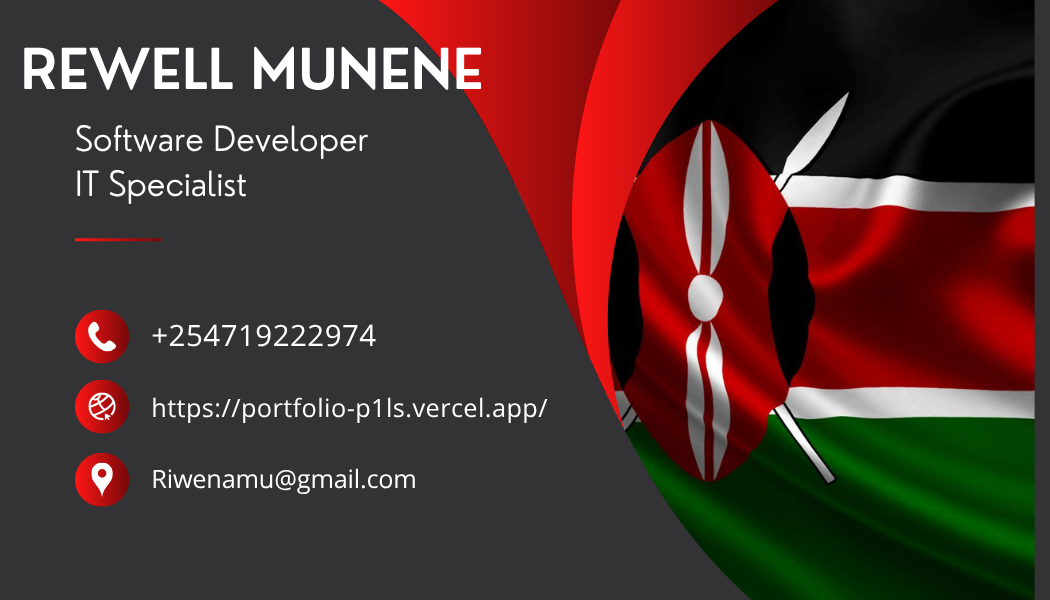 REWELL MUNENE
Software Developer
IT Specialist
+254719222974
https://portfolio-p1ls.vercel.app/
Riwenamu@gmail.com